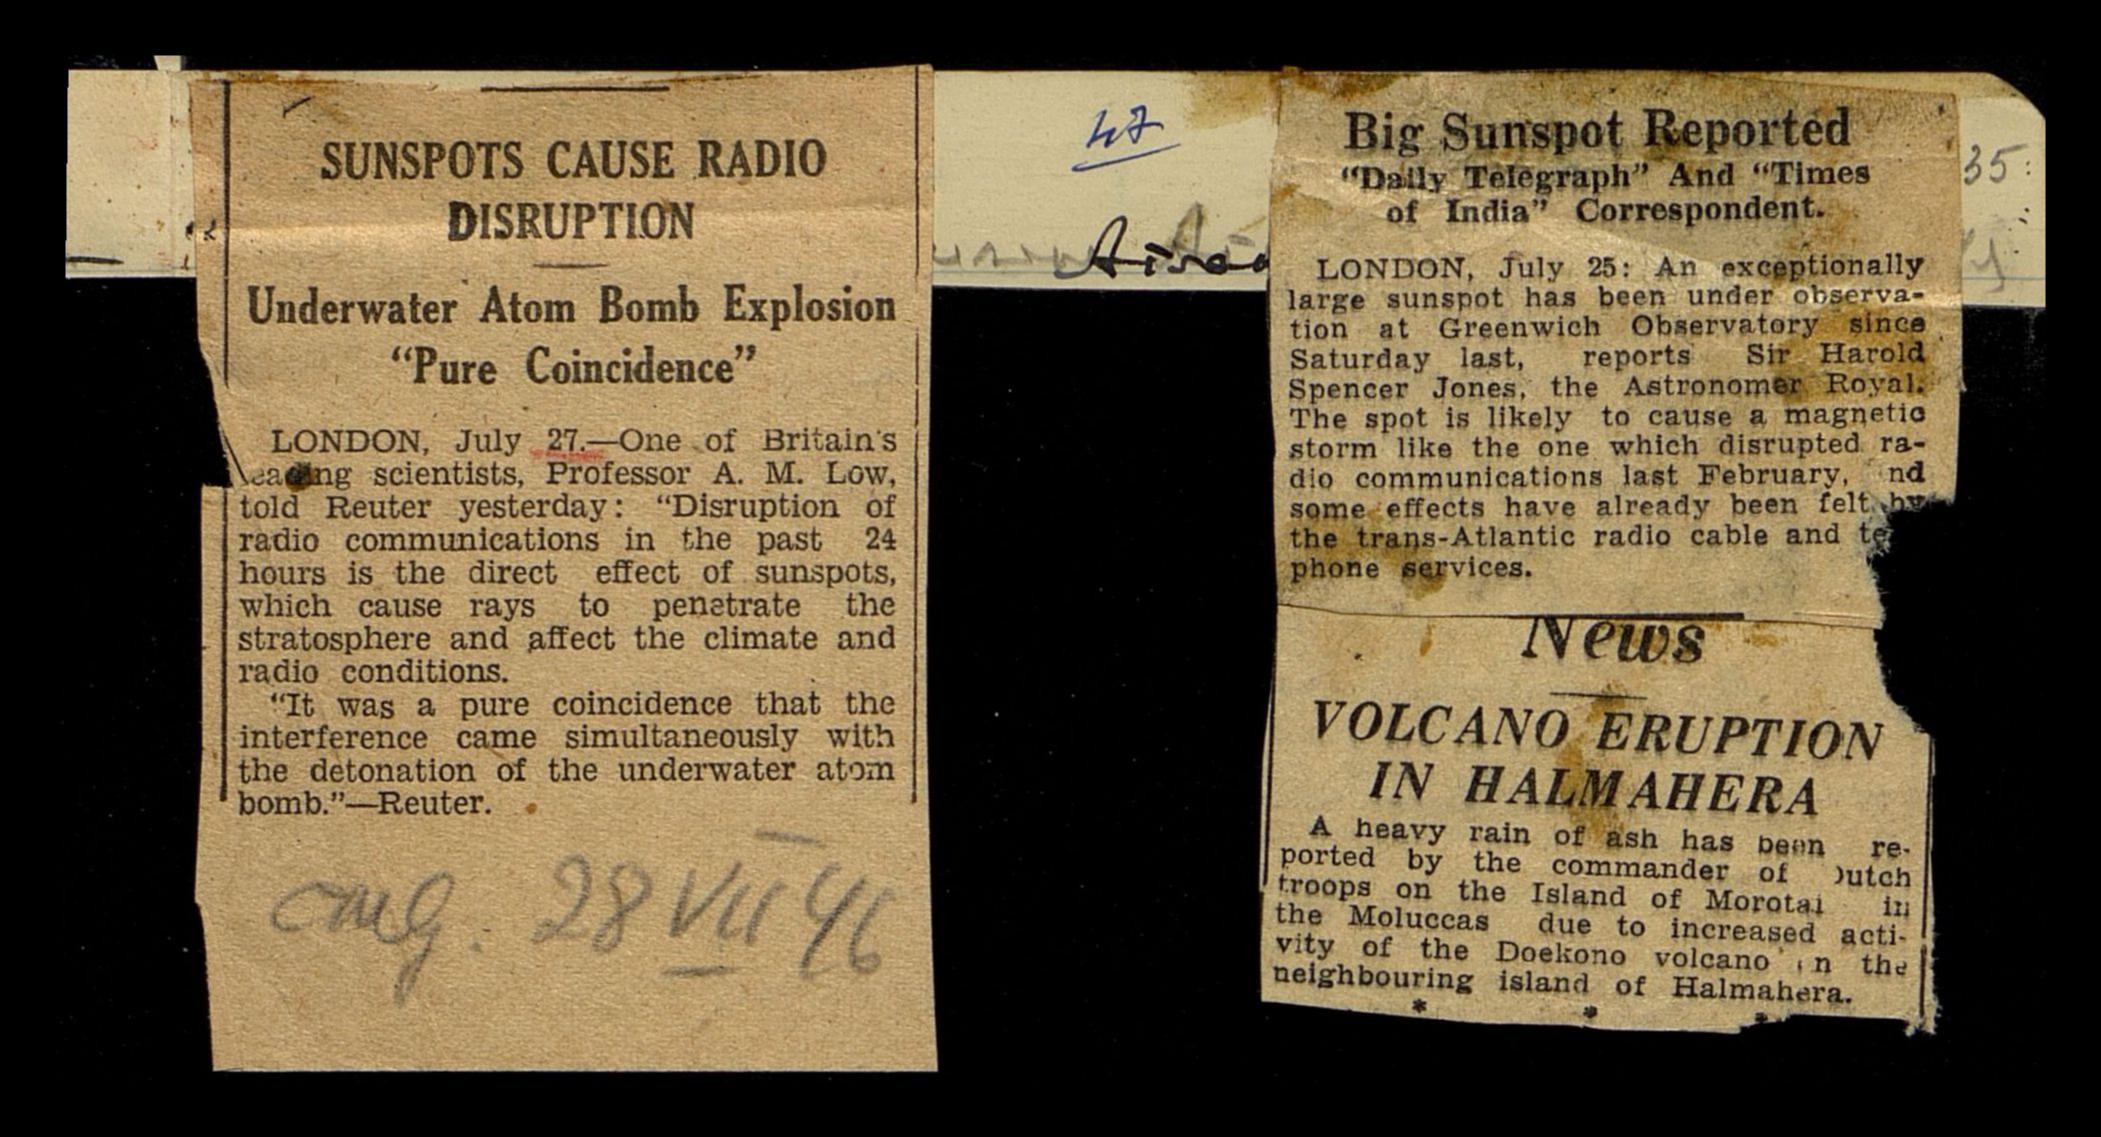 SUNSPOTS CAUSE RADIO
DISRUPTION
Underwater Atom Bomb Explosion
"Pure Coincidence"
LONDON, July 27.—One of Britain's
scientists, Professor A. M. Low,
told Reuter yesterday: "Disruption of
radio communications in the past 24
hours is the direct effect of sunspots,
which cause rays to penetrate the
stratosphere and affect the climate and
radio conditions.
"It was a pure coincidence that the
interference came simultaneously with
the detonation of the underwater atom
bomb."—Reuter.
28 VII 46
47
35:
Big Sunspot Reported
"Daily Telegraph" And "Times
of India" Correspondent.
LONDON, July 25: An exceptionally
large sunspot has been under observa-
tion at Greenwich Observatory since
Saturday last, reports Sir Harold
Spencer Jones, the Astronomer Royal.
The spot is likely to cause a magnetic
storm like the one which disrupted ra-
dio communications last February, nd
some effects have already been felt by
the trans-Atlantic radio cable and te
phone services.
News
VOLCANO ERUPTION
IN HALMAHERA
A heavy rain of ash has been re-
ported by the commander of utch
troops on the Island of Morotai in
the Moluccas due to increased acti-
vity of the Doekono volcano n the
neighbouring island of Halmahera.
* * *